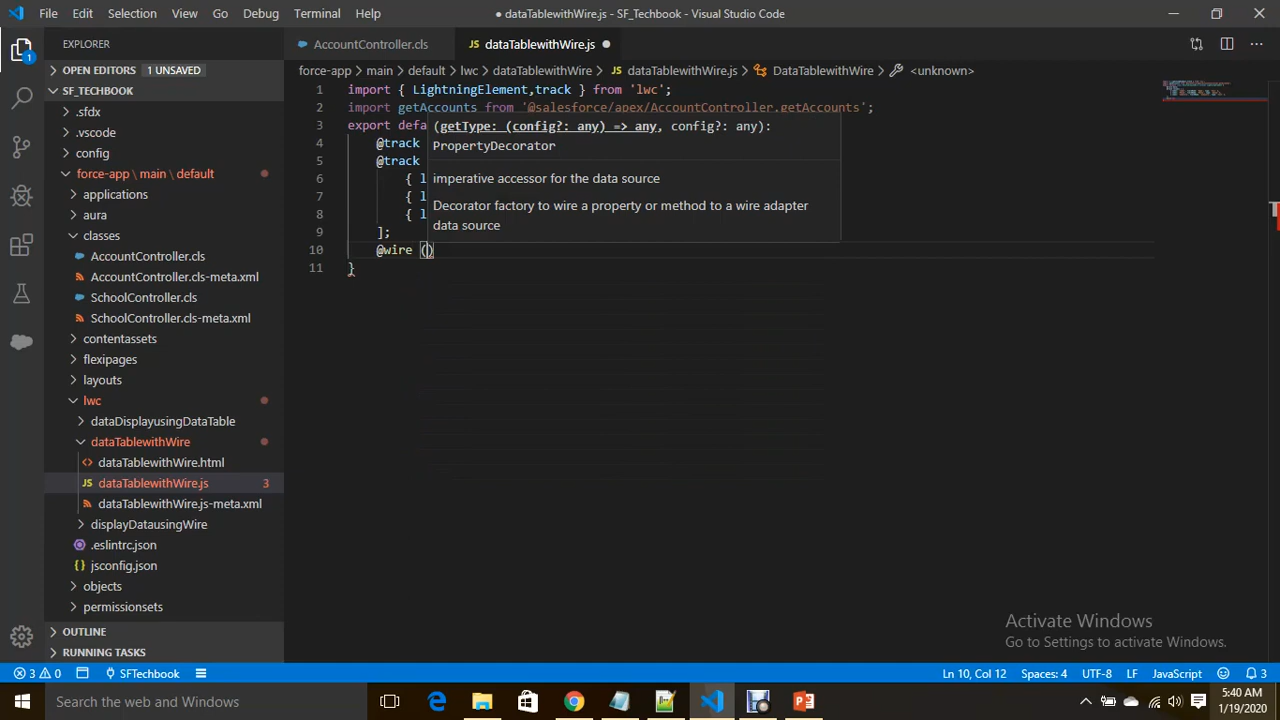 File Edit Selection View Go Debug Terminal Help
● dataTablewithWire.js - SF_Techbook - Visual Studio Code
EXPLORER
OPEN EDITORS 1 UNSAVED
SF_TECHBOOK
.sfdx
.vscode
config
force-app \ main \ default
applications
aura
classes
AccountController.cls
AccountController.cls-meta.xml
SchoolController.cls
SchoolController.cls-meta.xml
contentassets
flexipages
layouts
lwc
dataDisplayusingDataTable
dataTablewithWire
dataTablewithWire.html
JS dataTablewithWire.js 3
dataTablewithWire.js-meta.xml
displayDatausingWire
.eslintrc.json
jsconfig.json
objects
permissionsets
OUTLINE
RUNNING TASKS
AccountController.cls
JS dataTablewithWire.js ●
force-app > main > default > lwc > dataTablewithWire > JS dataTablewithWire.js > DataTablewithWire > <unknown>
1 import { LightningElement,track } from 'lwc';
2 import getAccounts from '@salesforce/apex/AccountController.getAccounts';
3 export defa
4 @track
5 @track
6 { l
7 { l
8 { l
9 ];
10 @wire ()
11 }
(getType: (config?: any) => any, config?: any):
PropertyDecorator
imperative accessor for the data source
Decorator factory to wire a property or method to a wire adapter
data source
Activate Windows
Go to Settings to activate Windows.
3 0 SFTechbook
Ln 10, Col 12 Spaces: 4 UTF-8 LF JavaScript 3
Search the web and Windows
5:40 AM
1/19/2020